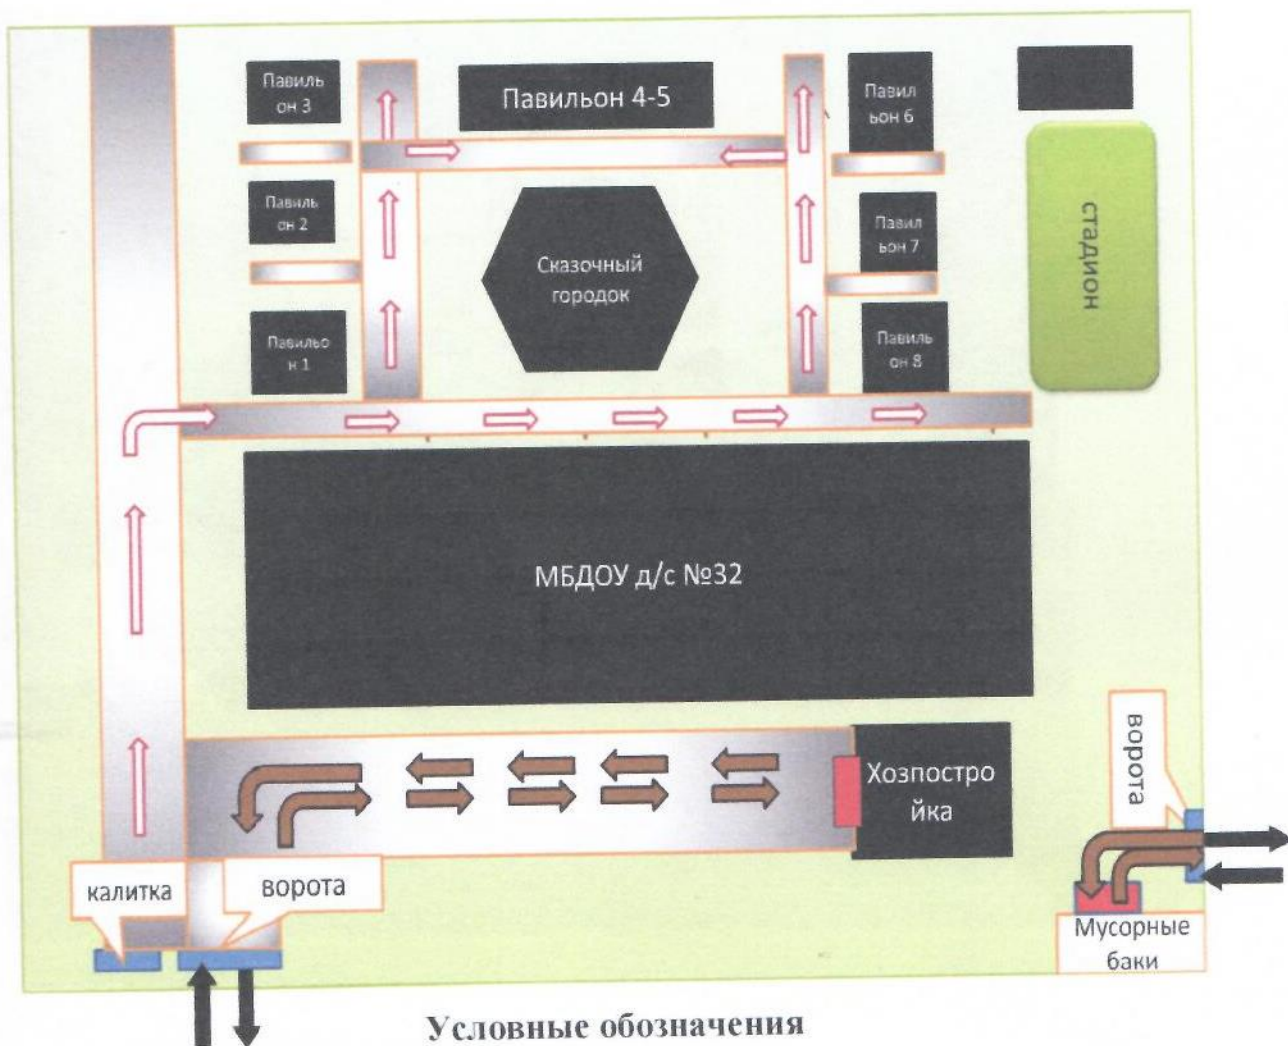 Павиль
он 3
Павильон 4-5
Павил
ьон 6
Павиль
он 2
Сказочный
городок
Павил
ьон 7
стадион
Павильо
н 1
Павиль
он 8
МБДОУ д/с №32
Хозпостро
йка
ворота
калитка
ворота
Мусорные
баки
Условные обозначения